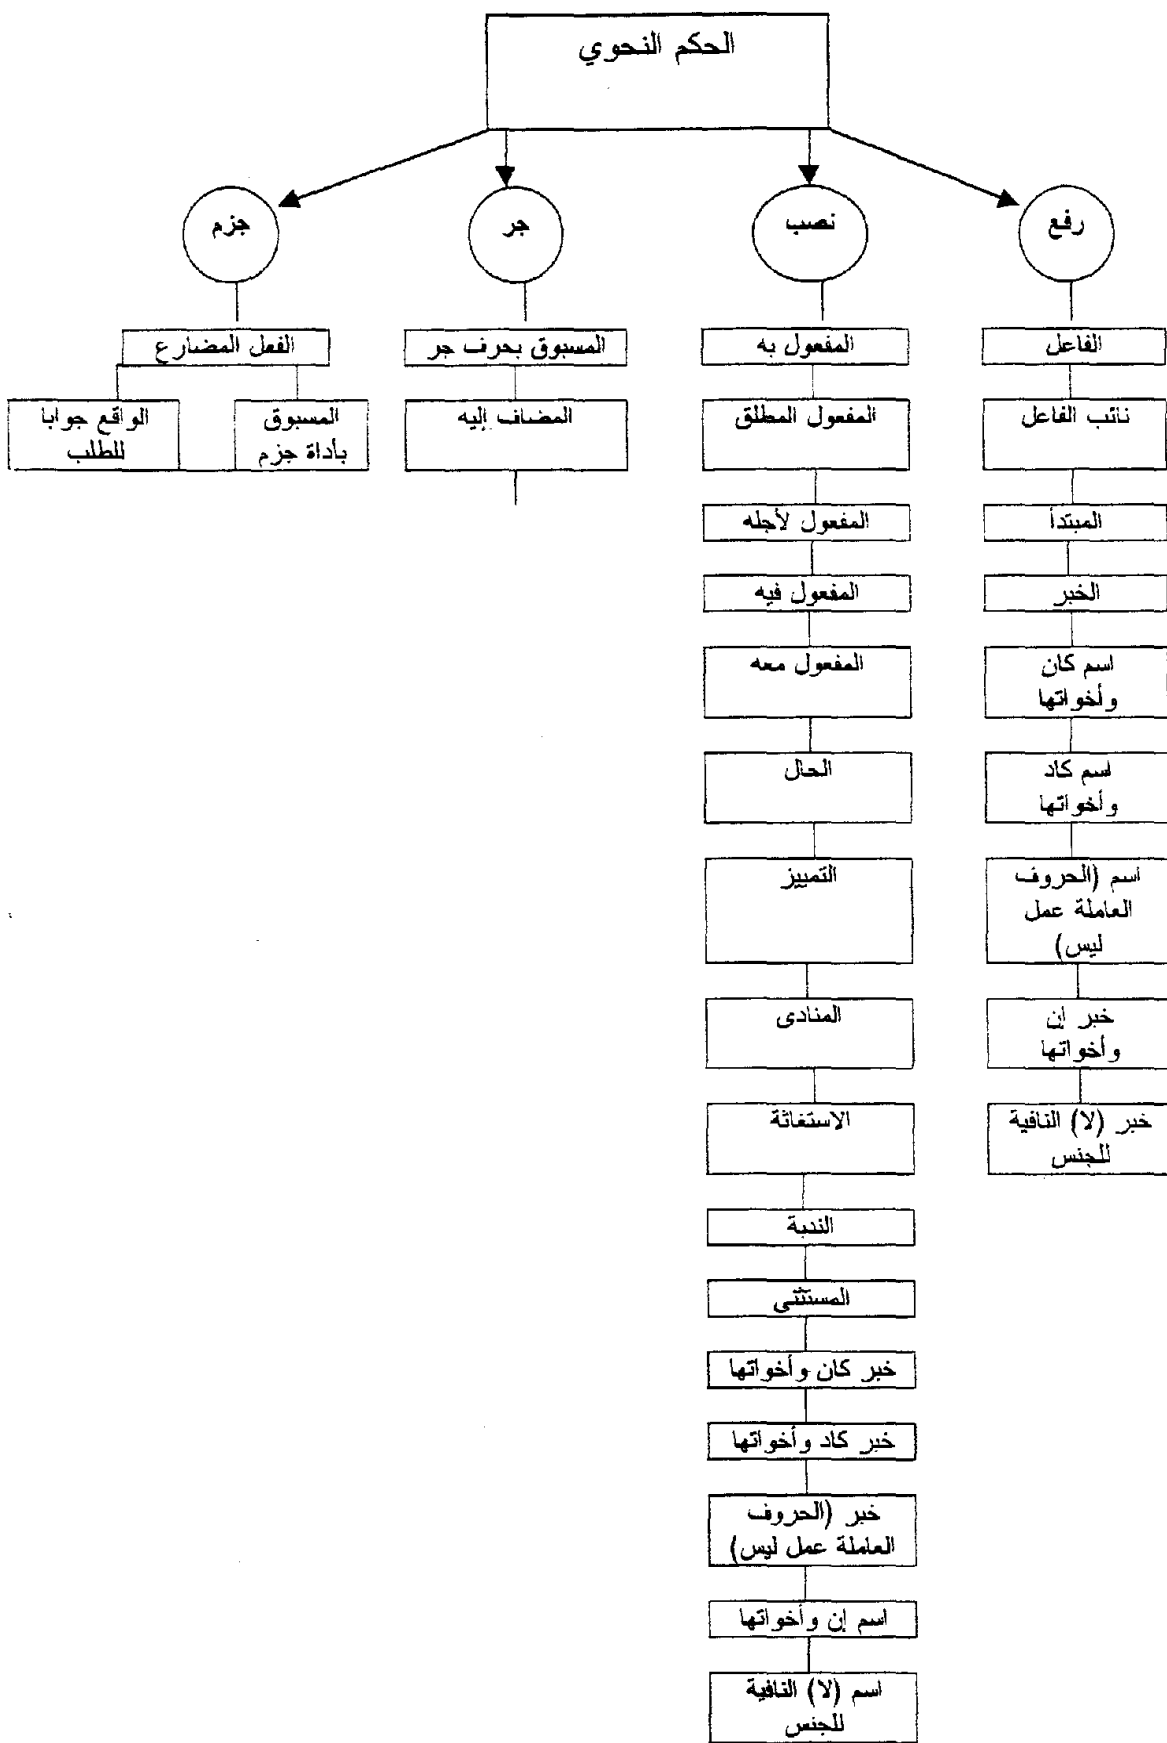 الحكم النحوي
رفع
نصب
جر
جزم
الفاعل
نائب الفاعل
المبتدأ
الخبر
اسم كان
وأخواتها
اسم كاد
وأخواتها
اسم (الحروف
العاملة عمل
ليس)
خبر إن
وأخواتها
خبر (لا) النافية
للجنس
المفعول به
المفعول المطلق
المفعول لأجله
المفعول فيه
المفعول معه
الحال
التمييز
المنادى
الاستغاثة
الندبة
المستثنى
خبر كان وأخواتها
خبر كاد وأخواتها
خبر (الحروف
العاملة عمل ليس)
اسم إن وأخواتها
اسم (لا) النافية
للجنس
المسبوق بحرف جر
المضاف إليه
الفعل المضارع
المسبوق
بأداة جزم
الواقع جوابا
للطلب